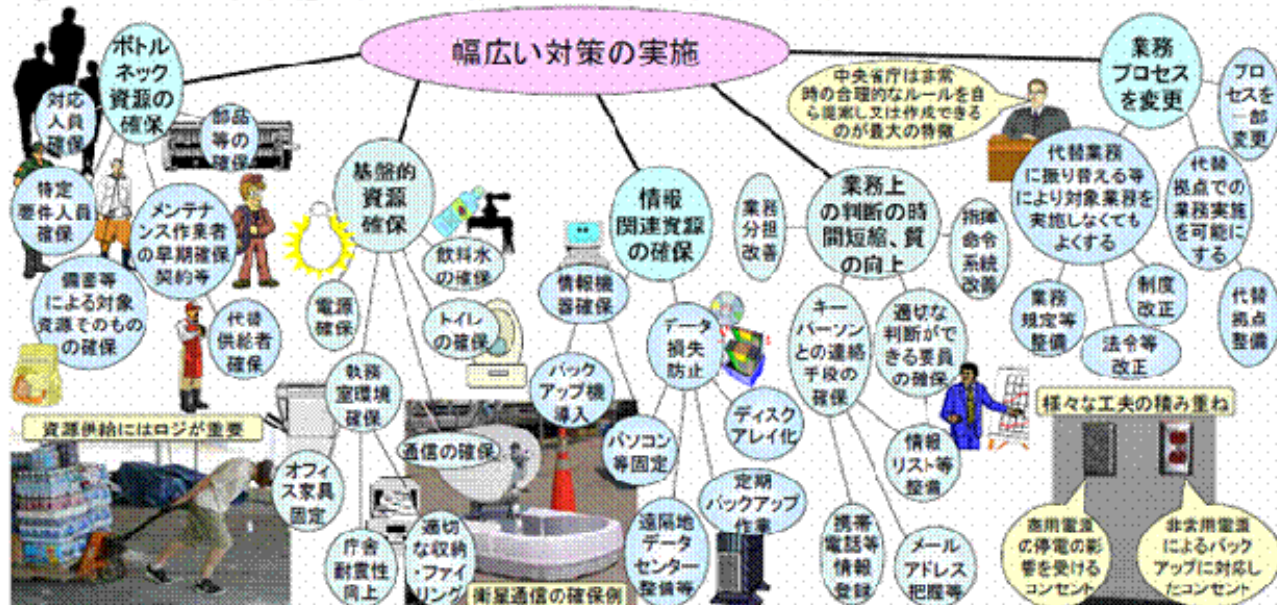 幅広い対策の実施
ボトル
ネック
資源の
確保
対応
人員
確保
部品
等の
確保
特定
要件人員
確保
メンテナ
ンス作業者
の早期確保
契約等
備蓄等
による対象
資源そのもの
の確保
代替
供給者
確保
資源供給にはロジが重要
基盤的
資源
確保
電源
確保
飲料水
の確保
トイレ
の確保
執務
室環境
確保
通信の確保
オフィ
ス家具
固定
庁舎
耐震性
向上
適切
な収納
・ファイ
リング
衛星通信の確保例
情報
関連資源
の確保
情報機
器確保
バック
アップ機
導入
データ
損失
防止
パソコン
等固定
ディスク
アレイ化
定期
バックアップ
作業
遠隔地
データ
センター
整備等
業務上
の判断の時
間短縮、質
の向上
業務
分担
改善
指揮
命令
系統
改善
キー
パーソン
との連絡
手段の
確保
適切な
判断がで
きる要員
の確保
情報
リスト等
整備
携帯
電話等
情報
登録
メール
アドレス
把握等
業務
プロセス
を変更
プロ
セスを
一部
変更
中央省庁は非常
時の合理的なルールを自
ら提案し又は作成できる
のが最大の特徴
代替業務
に振り替える等
により対象業務を
実施しなくても
よくする
代替
拠点での
業務実施
を可能に
する
業務
規定等
整備
制度
改正
法令等
改正
代替
拠点
整備
様々な工夫の積み重ね
商用電源
の停電の影
響を受ける
コンセント
非常用電源
によるバック
アップに対応し
たコンセント